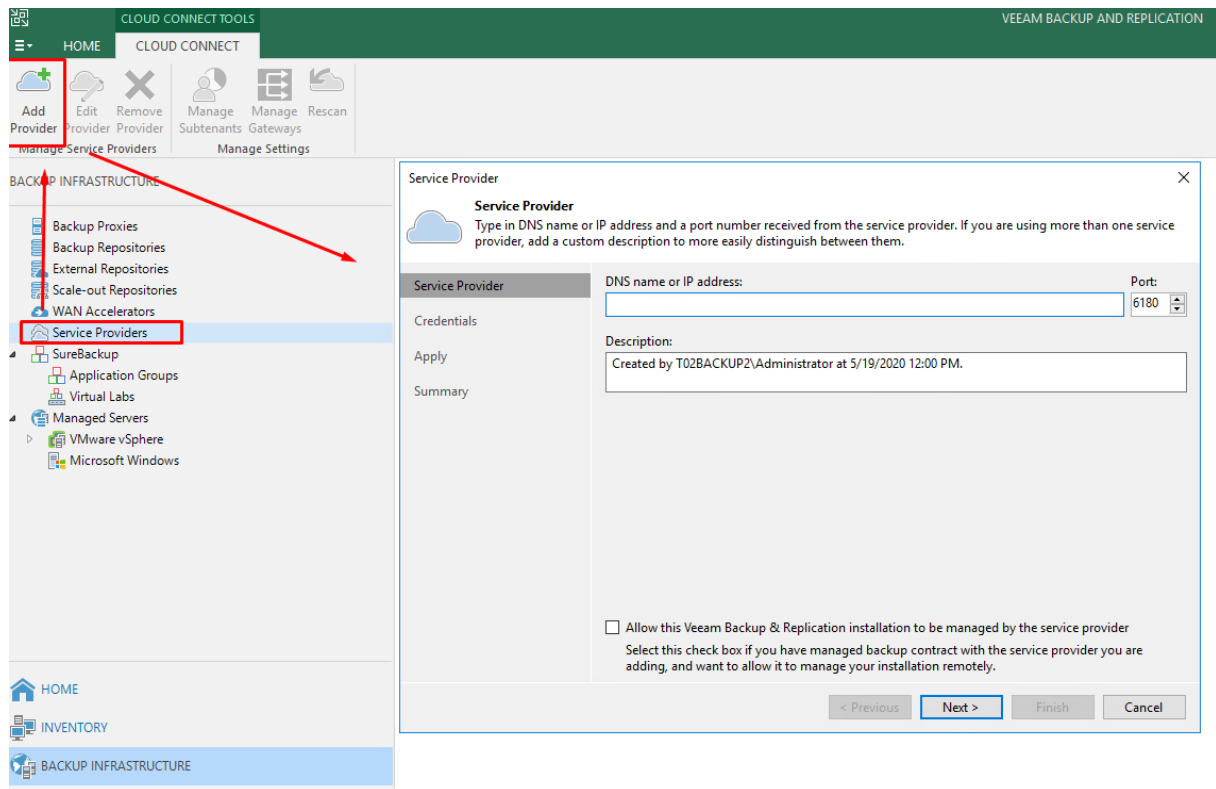 CLOUD CONNECT TOOLS
VEEAM BACKUP AND REPLICATION
HOME
CLOUD CONNECT
Add Provider
Edit Provider
Remove Provider
Manage Subtenants
Manage Gateways
Rescan
Manage Service Providers
Manage Settings
BACKUP INFRASTRUCTURE
Backup Proxies
Backup Repositories
External Repositories
Scale-out Repositories
WAN Accelerators
Service Providers
SureBackup
Application Groups
Virtual Labs
Managed Servers
VMware vSphere
Microsoft Windows
HOME
INVENTORY
BACKUP INFRASTRUCTURE
Service Provider
Service Provider
Type in DNS name or IP address and a port number received from the service provider. If you are using more than one service
provider, add a custom description to more easily distinguish between them.
Service Provider
Credentials
Apply
Summary
DNS name or IP address:
Port:
6180
Description:
Created by T02BACKUP2\Administrator at 5/19/2020 12:00 PM.
Allow this Veeam Backup & Replication installation to be managed by the service provider
Select this check box if you have managed backup contract with the service provider you are
adding, and want to allow it to manage your installation remotely.
< Previous
Next >
Finish
Cancel